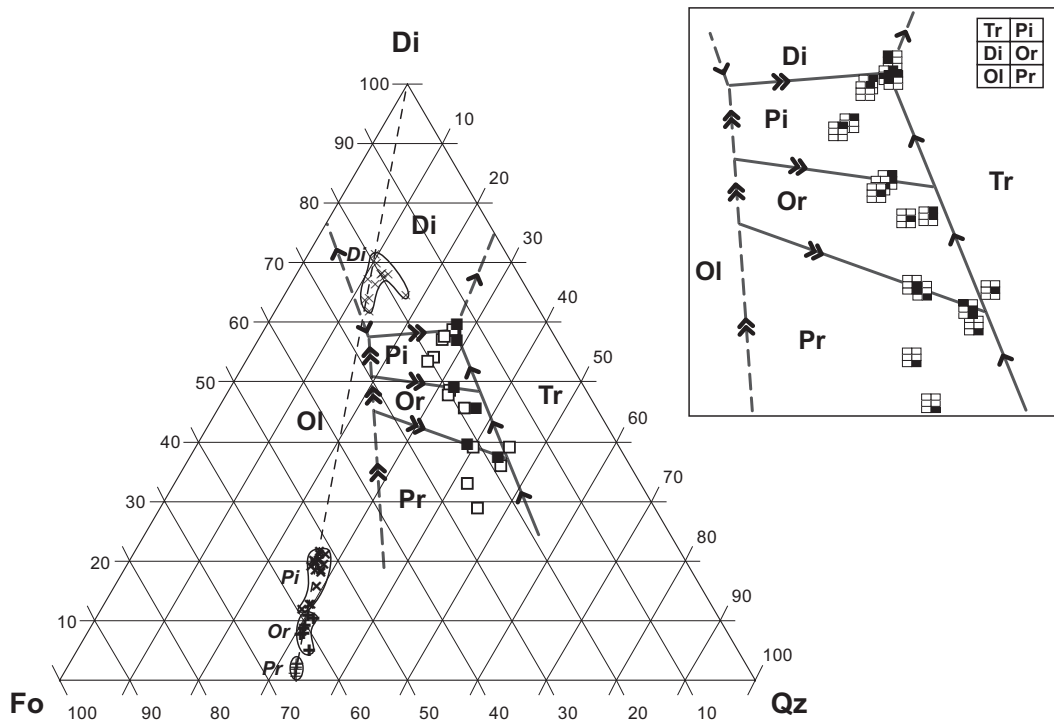 Di
100
90 10
80 20
Di
70 Di 30
60 40
Pi
50 50
Or Tr
Ol
40 60
Pr
30 70
20 80
Pi
10 90
Or
Pr
100
Fo Qz
100 90 80 70 60 50 40 30 20 10
Tr Pi
Di Or
Ol Pr
Di
Pi
Tr
Or
Ol
Pr